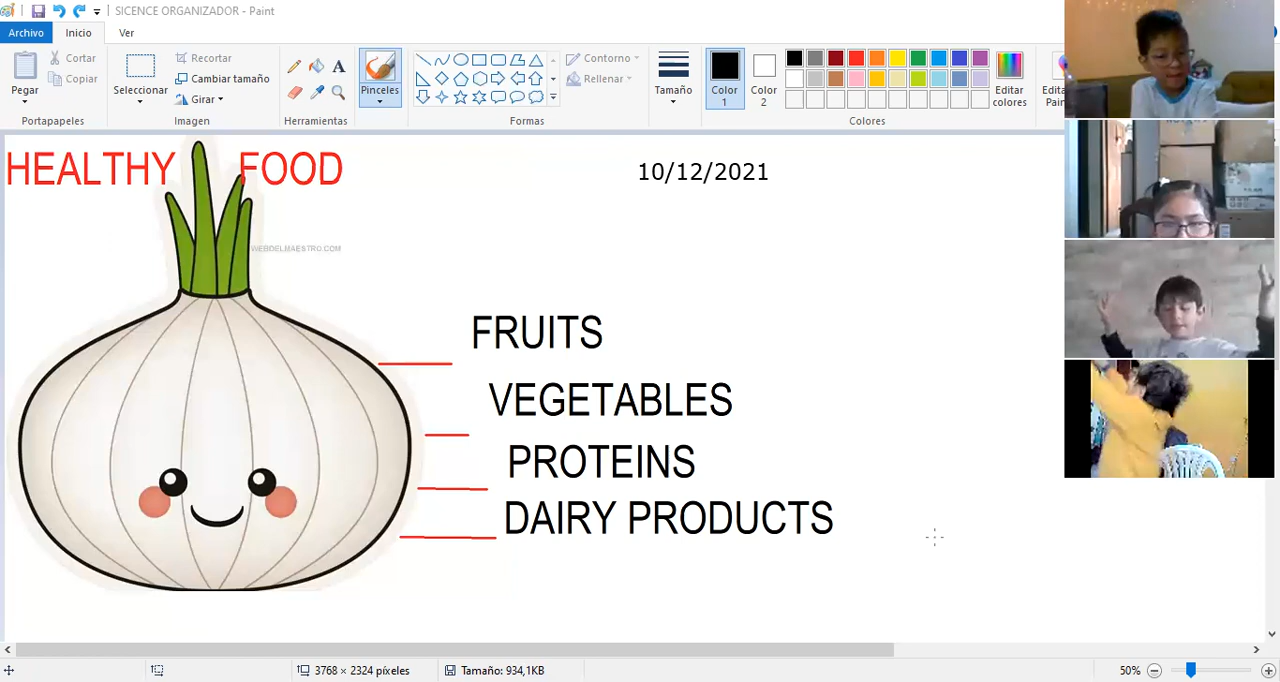 SICENCE ORGANIZADOR - Paint
Archivo Inicio Ver
Pegar
Cortar
Copiar
Portapapeles
Seleccionar
Recortar
Cambiar tamaño
Girar
Imagen
A
Herramientas
Pinceles
Contorno
Rellenar
Formas
Tamaño
Color 1
Color 2
Editar colores
Colores
HEALTHY FOOD
10/12/2021
WEBDELMAESTRO.COM
FRUITS
VEGETABLES
PROTEINS
DAIRY PRODUCTS
3768 × 2324 píxeles
Tamaño: 934,1KB
50%